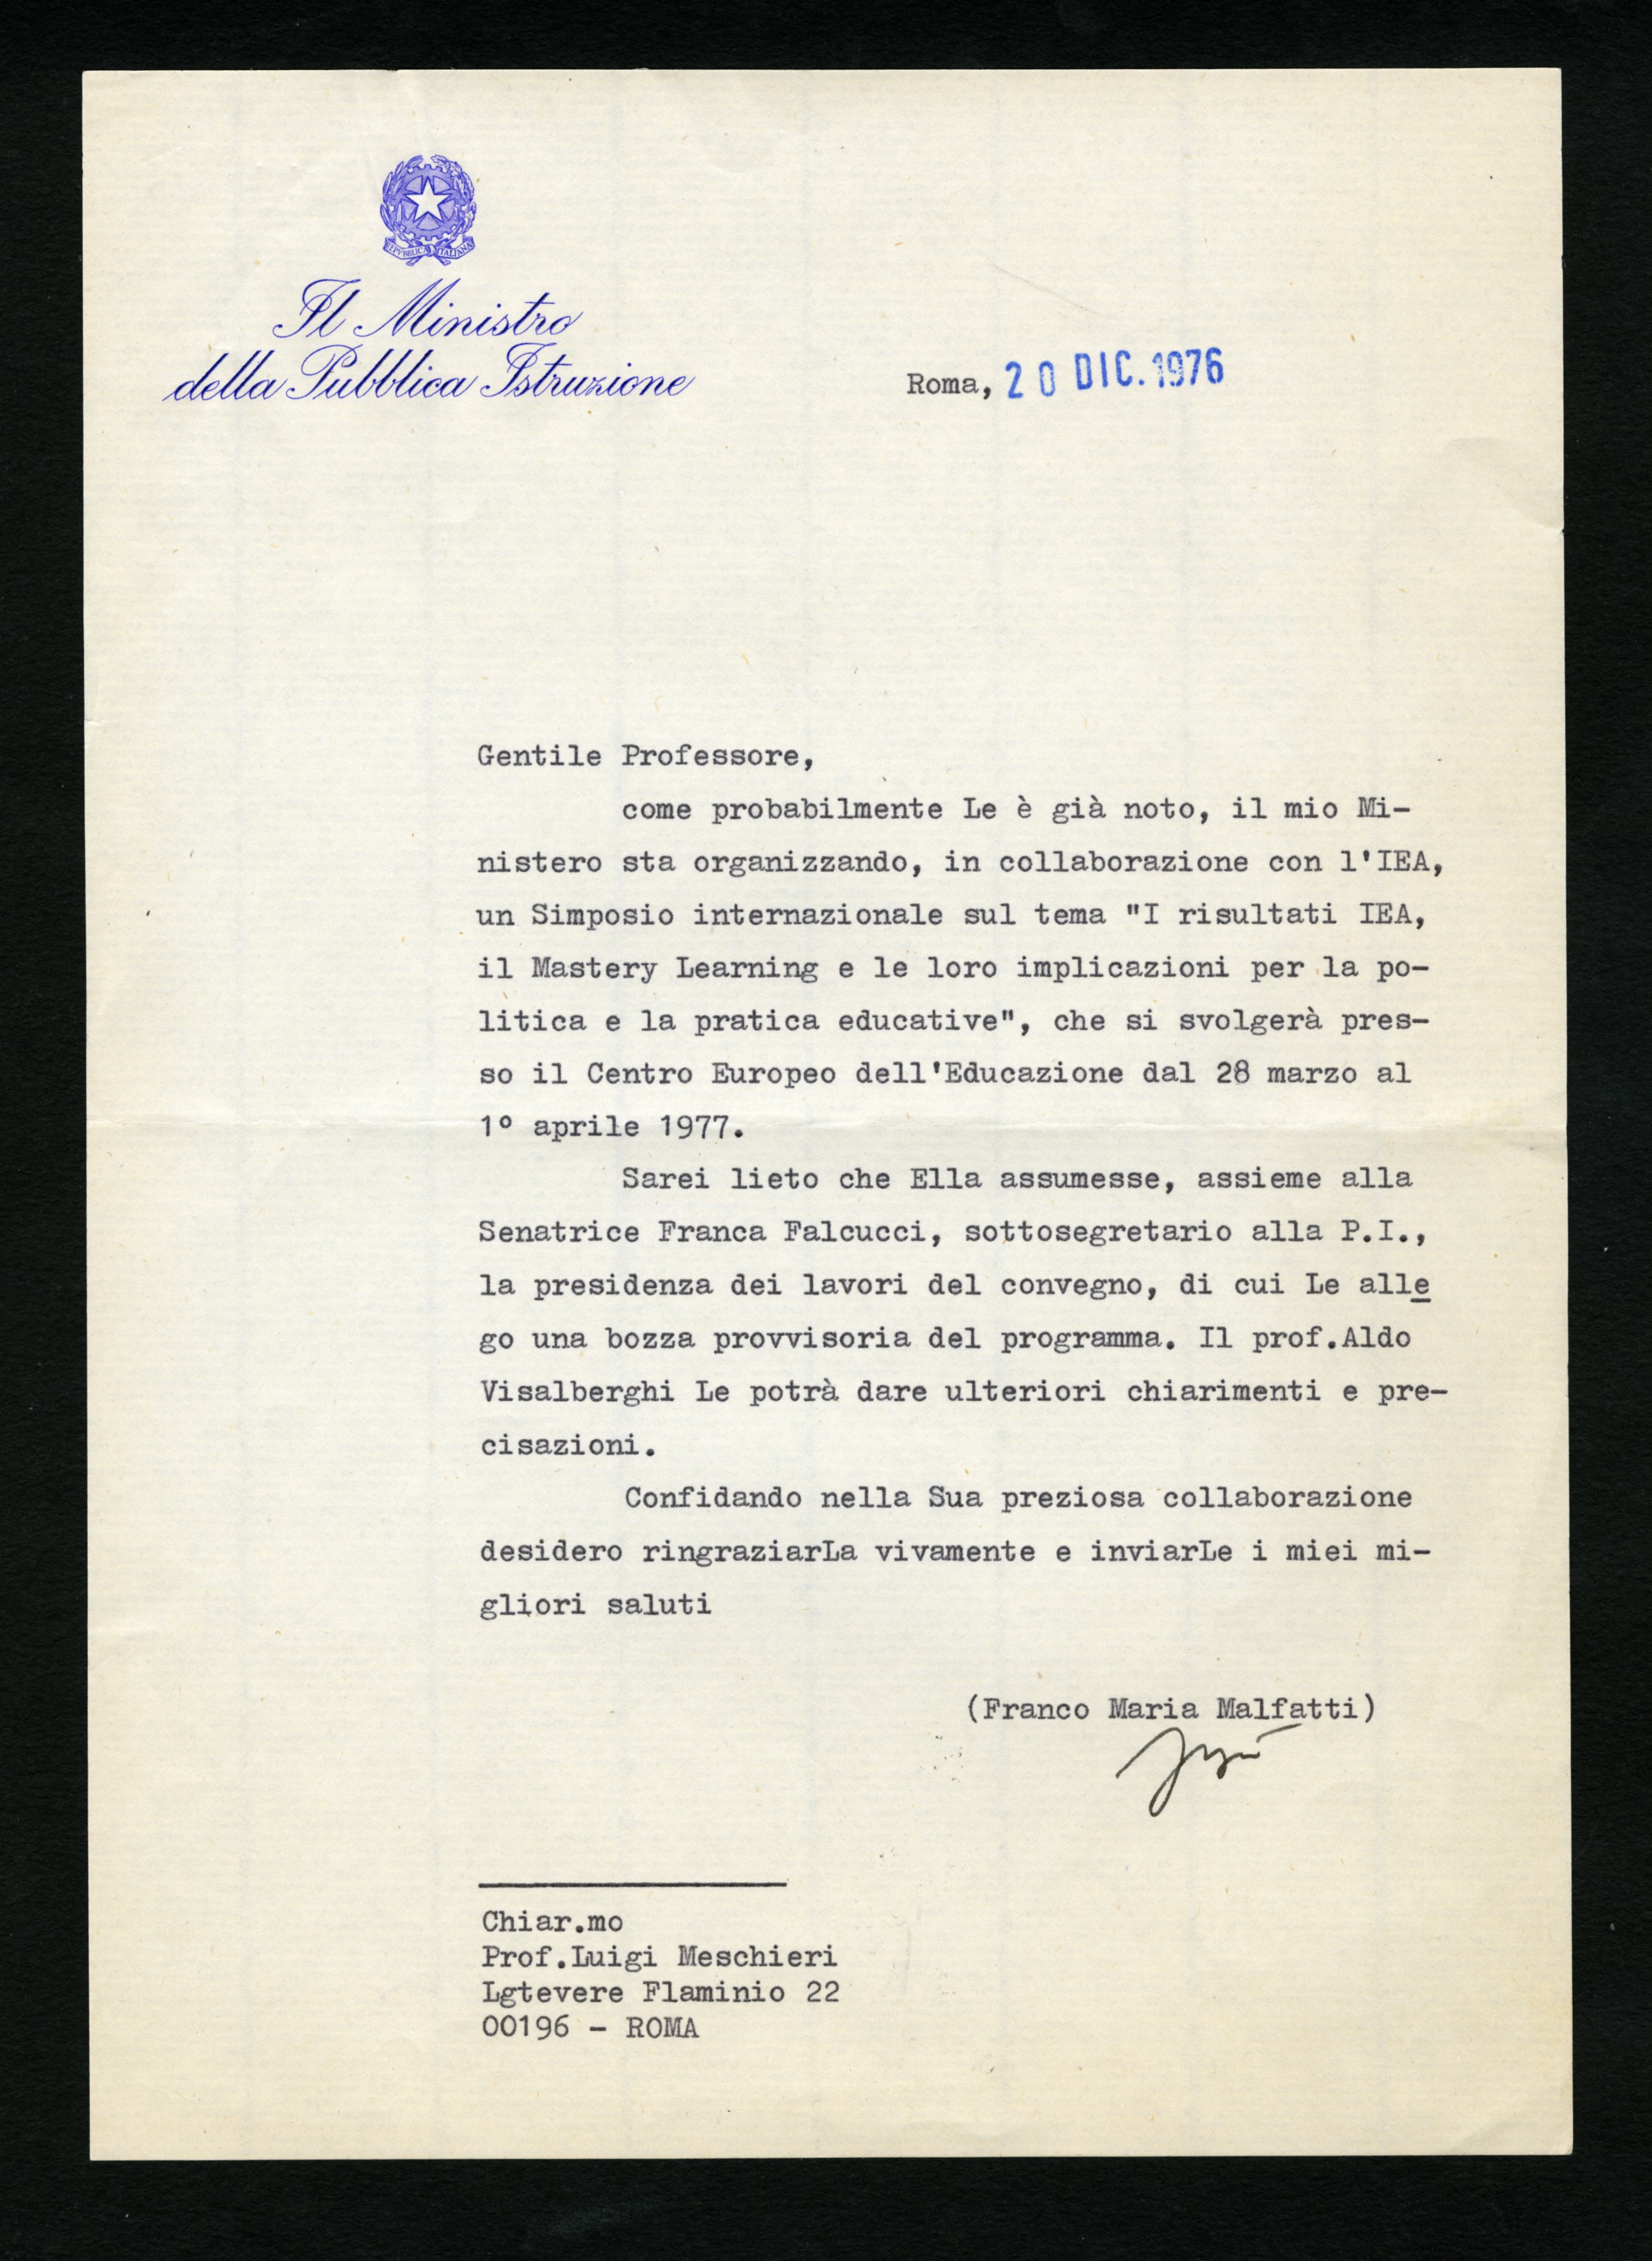 REPVBBLICA ITALIANA
Il Ministro
della Pubblica Istruzione
Roma, 20 DIC. 1976
Gentile Professore,
come probabilmente Le è già noto, il mio Mi-
nistero sta organizzando, in collaborazione con l'IEA,
un Simposio internazionale sul tema "I risultati IEA,
il Mastery Learning e le loro implicazioni per la po-
litica e la pratica educative", che si svolgerà pres-
so il Centro Europeo dell'Educazione dal 28 marzo al
1° aprile 1977.
Sarei lieto che Ella assumesse, assieme alla
Senatrice Franca Falcucci, sottosegretario alla P.I.,
la presidenza dei lavori del convegno, di cui Le alle
go una bozza provvisoria del programma. Il prof.Aldo
Visalberghi Le potrà dare ulteriori chiarimenti e pre-
cisazioni.
Confidando nella Sua preziosa collaborazione
desidero ringraziarLa vivamente e inviarLe i miei mi-
gliori saluti
(Franco Maria Malfatti)
Chiar.mo
Prof.Luigi Meschieri
Lgtevere Flaminio 22
00196 - ROMA